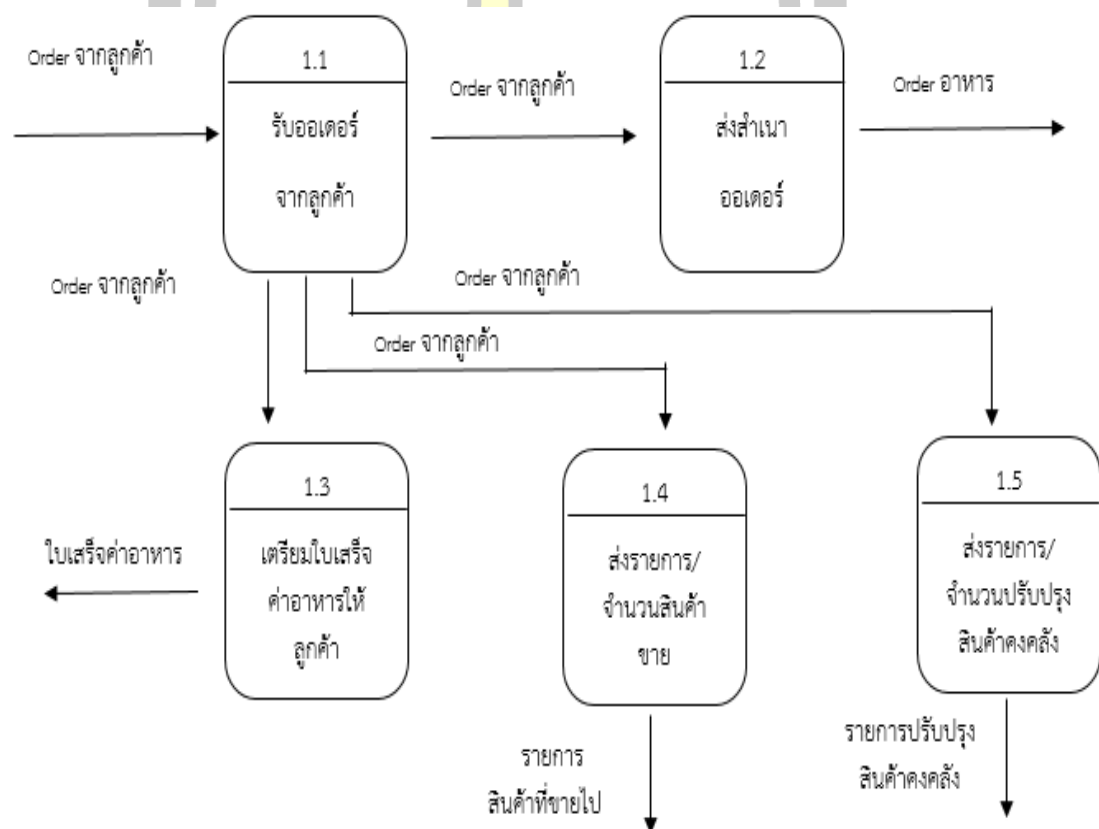 Order จากลูกค้า
1.1
รับออเดอร์
จากลูกค้า
Order จากลูกค้า
1.2
ส่งสำเนา
ออเดอร์
Order อาหาร
Order จากลูกค้า
Order จากลูกค้า
Order จากลูกค้า
ใบเสร็จค่าอาหาร
1.3
เตรียมใบเสร็จ
ค่าอาหารให้
ลูกค้า
1.4
ส่งรายการ/
จำนวนสินค้า
ขาย
1.5
ส่งรายการ/
จำนวนปรับปรุง
สินค้าคงคลัง
รายการ
สินค้าที่ขายไป
รายการปรับปรุง
สินค้าคงคลัง